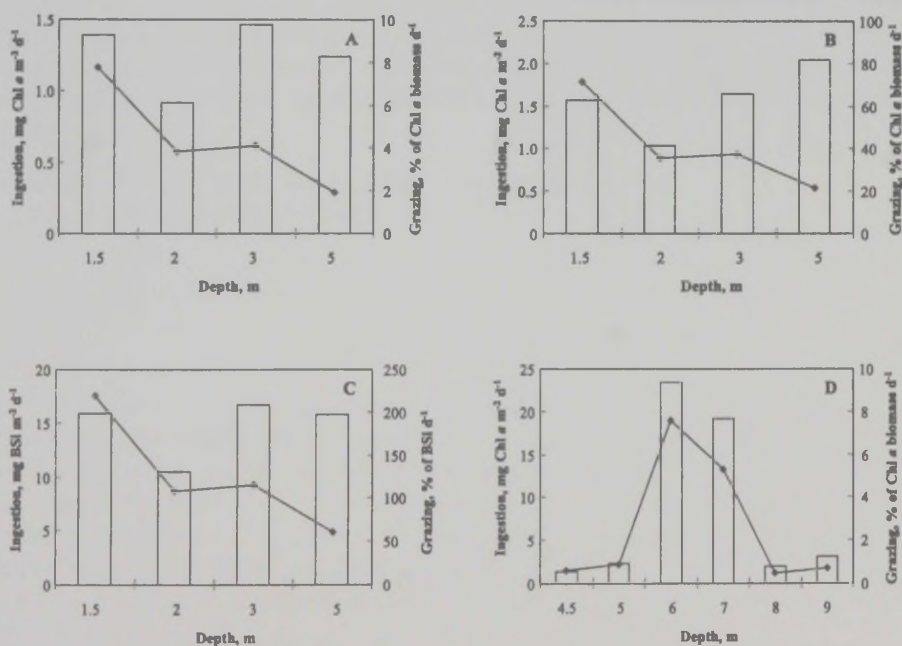 A
Ingestion, mg Chl a m⁻² d⁻¹
1.5
1.0
0.5
0
10
8
6
4
2
0
Grazing, % of Chl a biomass d⁻¹
1.5 2 3 5
Depth, m
B
Ingestion, mg Chl a m⁻² d⁻¹
2.5
2.0
1.5
1.0
0.5
0
100
80
60
40
20
0
Grazing, % of Chl a biomass d⁻¹
1.5 2 3 5
Depth, m
C
Ingestion, mg BSi m⁻² d⁻¹
20
15
10
5
0
250
200
150
100
50
0
Grazing, % of BSi d⁻¹
1.5 2 3 5
Depth, m
D
Ingestion, mg Chl a m⁻² d⁻¹
25
20
15
10
5
0
10
8
6
4
2
0
Grazing, % of Chl a biomass d⁻¹
4.5 5 6 7 8 9
Depth, m